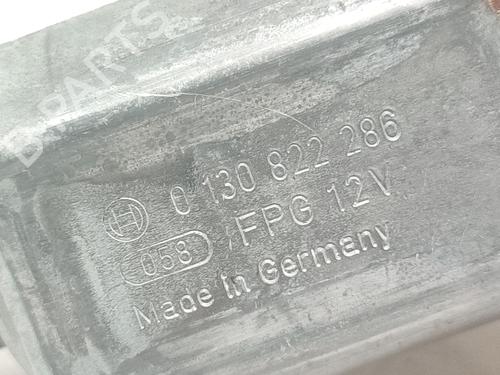 B-PARTS
0 130 822 286
058 FPG 12V
Made in Germany